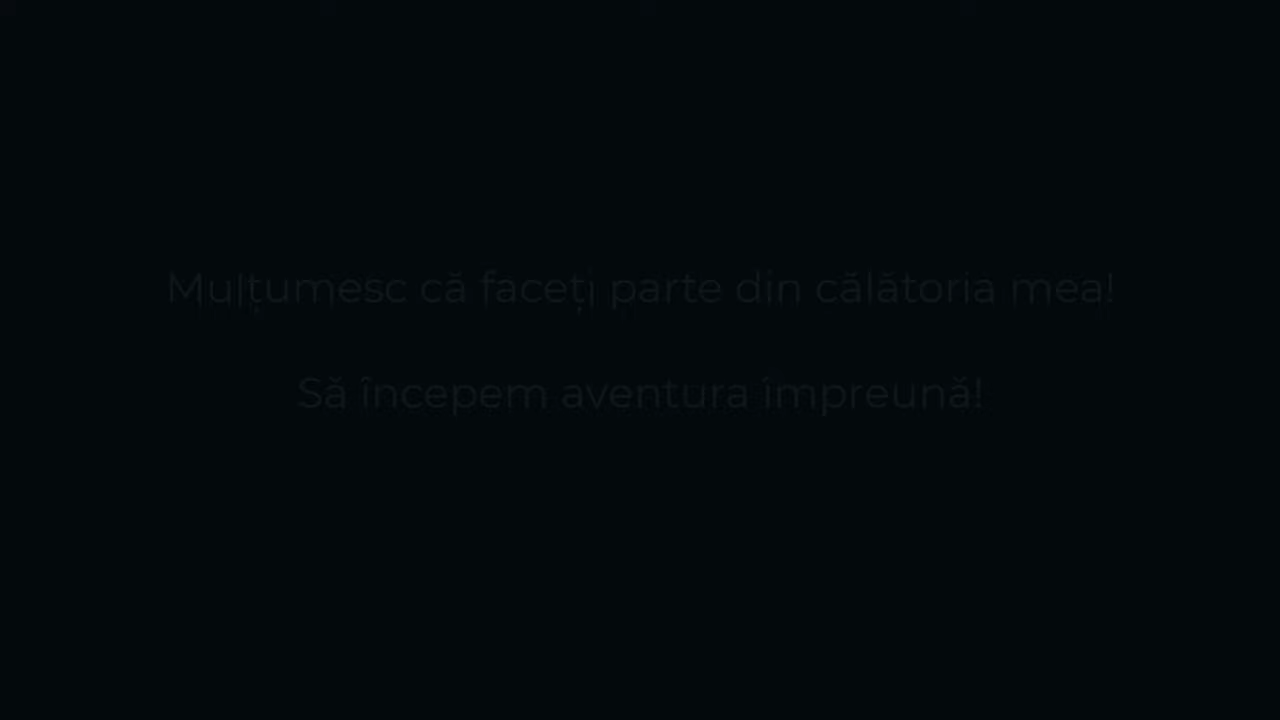 Mulțumesc că faceți parte din călătoria mea!
Să începem aventura împreună!